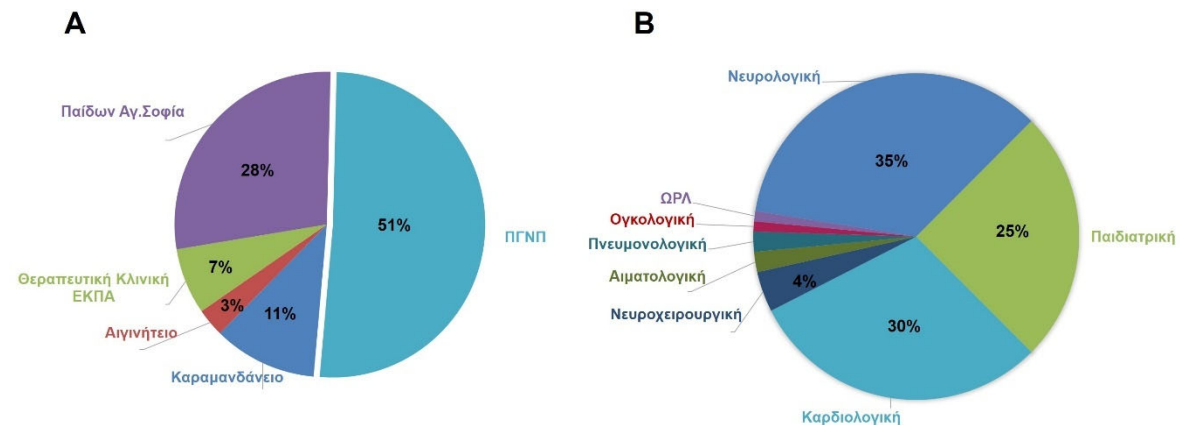 A
Παίδων Αγ.Σοφία
28%
51%
ΠΓΝΠ
Θεραπευτική Κλινική
ΕΚΠΑ
7%
3%
11%
Αιγινήτειο
Καραμανδάνειο
B
Νευρολογική
35%
ΩΡΛ
Ογκολογική
Πνευμονολογική
25%
Παιδιατρική
Αιματολογική
4%
Νευροχειρουργική
30%
Καρδιολογική